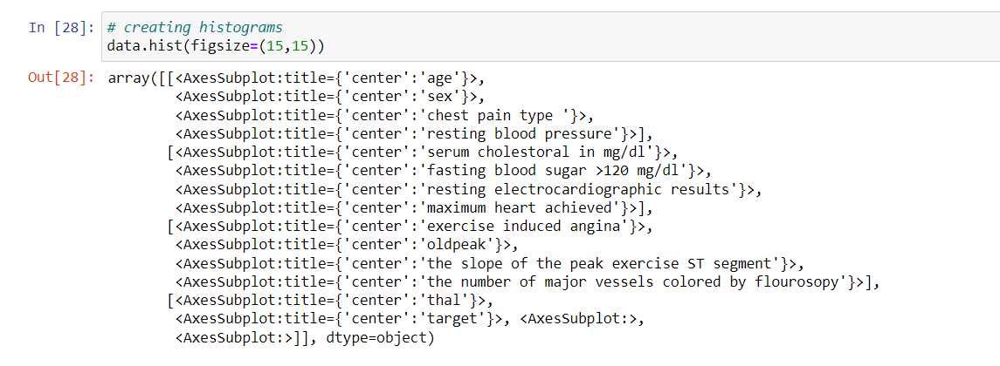 In [28]: # creating histograms
data.hist(figsize=(15,15))
Out[28]: array([[<AxesSubplot:title={'center':'age'}>,
<AxesSubplot:title={'center':'sex'}>,
<AxesSubplot:title={'center':'chest pain type '}>,
<AxesSubplot:title={'center':'resting blood pressure'}>],
[<AxesSubplot:title={'center':'serum cholestoral in mg/dl'}>,
<AxesSubplot:title={'center':'fasting blood sugar >120 mg/dl'}>,
<AxesSubplot:title={'center':'resting electrocardiographic results'}>,
<AxesSubplot:title={'center':'maximum heart achieved'}>],
[<AxesSubplot:title={'center':'exercise induced angina'}>,
<AxesSubplot:title={'center':'oldpeak'}>,
<AxesSubplot:title={'center':'the slope of the peak exercise ST segment'}>,
<AxesSubplot:title={'center':'the number of major vessels colored by flourosopy'}>],
[<AxesSubplot:title={'center':'thal'}>,
<AxesSubplot:title={'center':'target'}>, <AxesSubplot:>,
<AxesSubplot:>]], dtype=object)